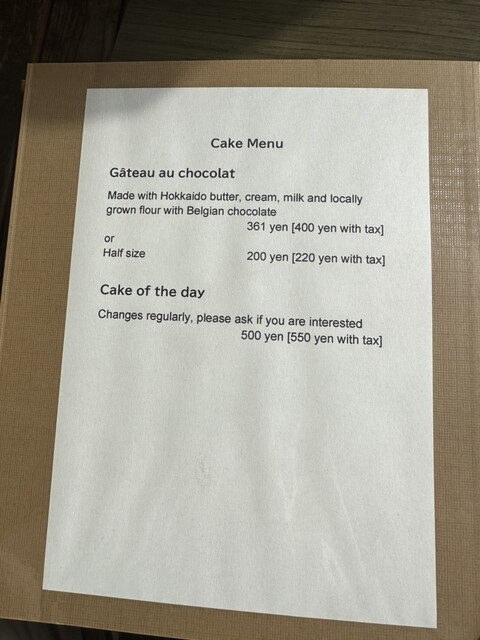 Cake Menu
Gâteau au chocolat
Made with Hokkaido butter, cream, milk and locally
grown flour with Belgian chocolate
361 yen [400 yen with tax]
or
Half size 200 yen [220 yen with tax]
Cake of the day
Changes regularly, please ask if you are interested
500 yen [550 yen with tax]